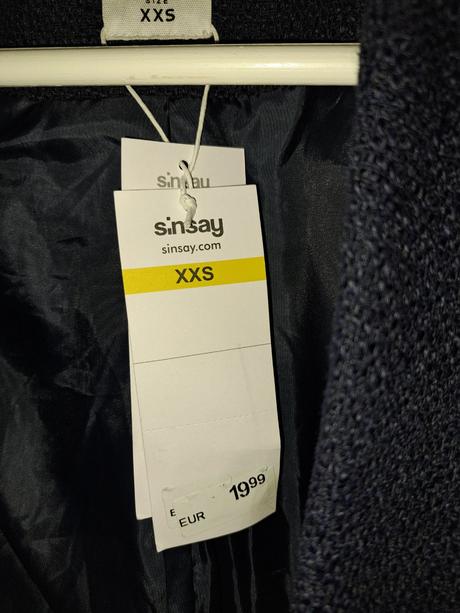 SIZE
XXS
sinsay
sinsay
sinsay.com
XXS
19.99
E
EUR